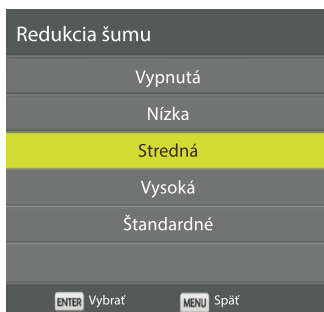 Redukcia šumu
Vypnutá
Nízka
Stredná
Vysoká
Štandardné
ENTER Vybrať MENU Späť